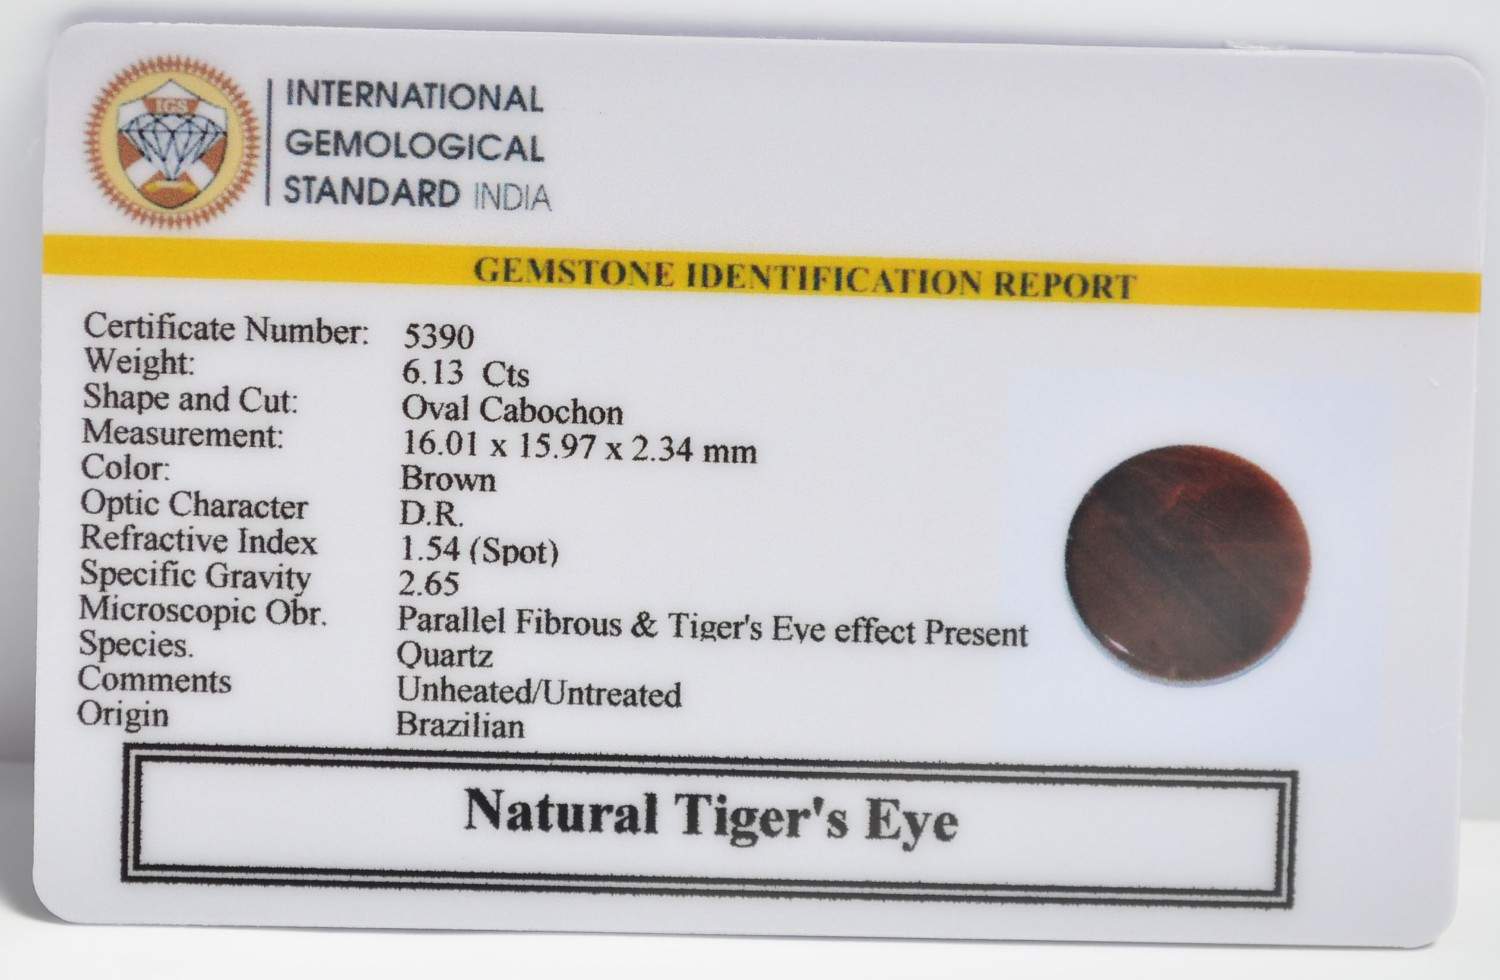 IGS
INTERNATIONAL
GEMOLOGICAL
STANDARD INDIA
GEMSTONE IDENTIFICATION REPORT
Certificate Number: 5390
Weight: 6.13 Cts
Shape and Cut: Oval Cabochon
Measurement: 16.01 x 15.97 x 2.34 mm
Color: Brown
Optic Character D.R.
Refractive Index 1.54 (Spot)
Specific Gravity 2.65
Microscopic Obr. Parallel Fibrous & Tiger's Eye effect Present
Species. Quartz
Comments Unheated/Untreated
Origin Brazilian
Natural Tiger's Eye